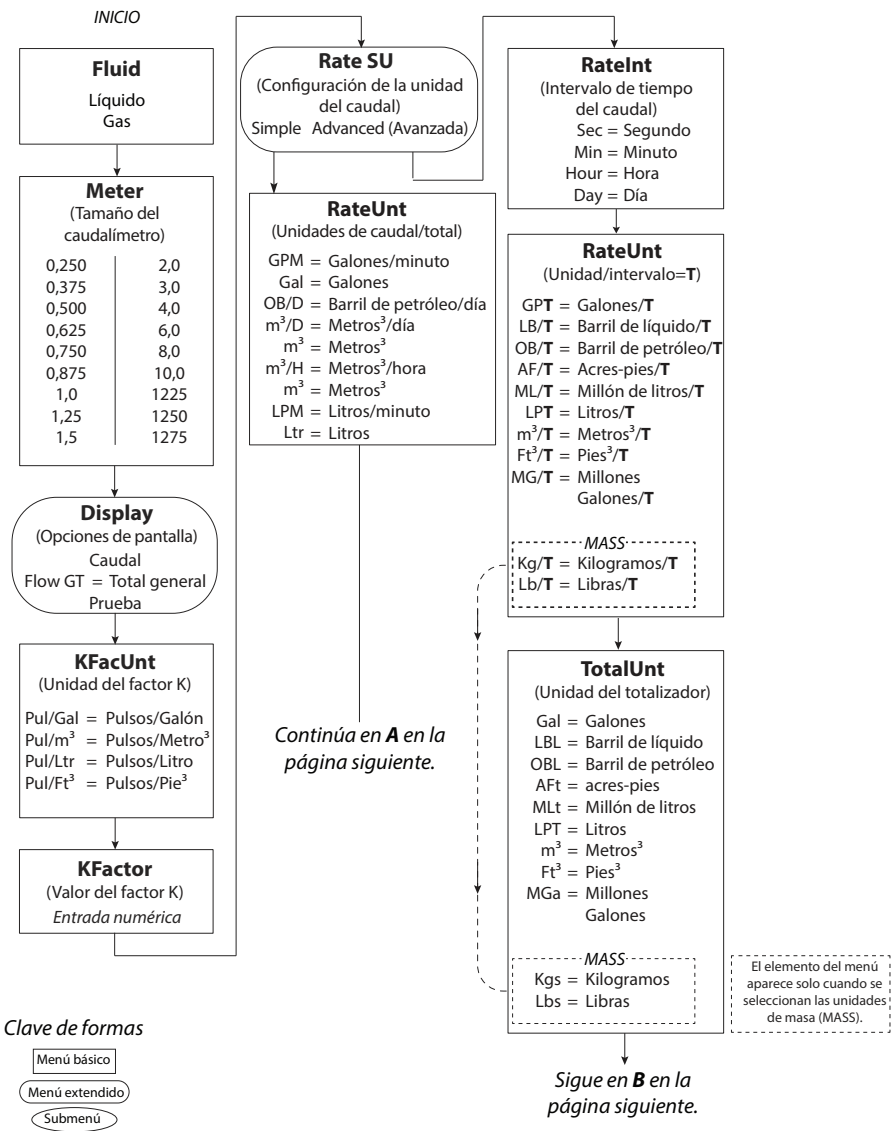 INICIO
Fluid
Líquido
Gas
Meter
(Tamaño del
caudalímetro)
0,250 2,0
0,375 3,0
0,500 4,0
0,625 6,0
0,750 8,0
0,875 10,0
1,0 1225
1,25 1250
1,5 1275
Display
(Opciones de pantalla)
Caudal
Flow GT = Total general
Prueba
KFacUnt
(Unidad del factor K)
Pul/Gal = Pulsos/Galón
Pul/m³ = Pulsos/Metro³
Pul/Ltr = Pulsos/Litro
Pul/Ft³ = Pulsos/Pie³
KFactor
(Valor del factor K)
Entrada numérica
Rate SU
(Configuración de la unidad
del caudal)
Simple Advanced (Avanzada)
RateUnt
(Unidades de caudal/total)
GPM = Galones/minuto
Gal = Galones
OB/D = Barril de petróleo/día
m³/D = Metros³/día
m³ = Metros³
m³/H = Metros³/hora
m³ = Metros³
LPM = Litros/minuto
Ltr = Litros
Continúa en A en la
página siguiente.
RateInt
(Intervalo de tiempo
del caudal)
Sec = Segundo
Min = Minuto
Hour = Hora
Day = Día
RateUnt
(Unidad/intervalo=T)
GPT = Galones/T
LB/T = Barril de líquido/T
OB/T = Barril de petróleo/T
AF/T = Acres-pies/T
ML/T = Millón de litros/T
LPT = Litros/T
m³/T = Metros³/T
Ft³/T = Pies³/T
MG/T = Millones
Galones/T
MASS
Kg/T = Kilogramos/T
Lb/T = Libras/T
TotalUnt
(Unidad del totalizador)
Gal = Galones
LBL = Barril de líquido
OBL = Barril de petróleo
AFt = acres-pies
MLt = Millón de litros
LPT = Litros
m³ = Metros³
Ft³ = Pies³
MGa = Millones
Galones
MASS
Kgs = Kilogramos
Lbs = Libras
El elemento del menú
aparece solo cuando se
seleccionan las unidades
de masa (MASS).
Sigue en B en la
página siguiente.
Clave de formas
Menú básico
Menú extendido
Submenú